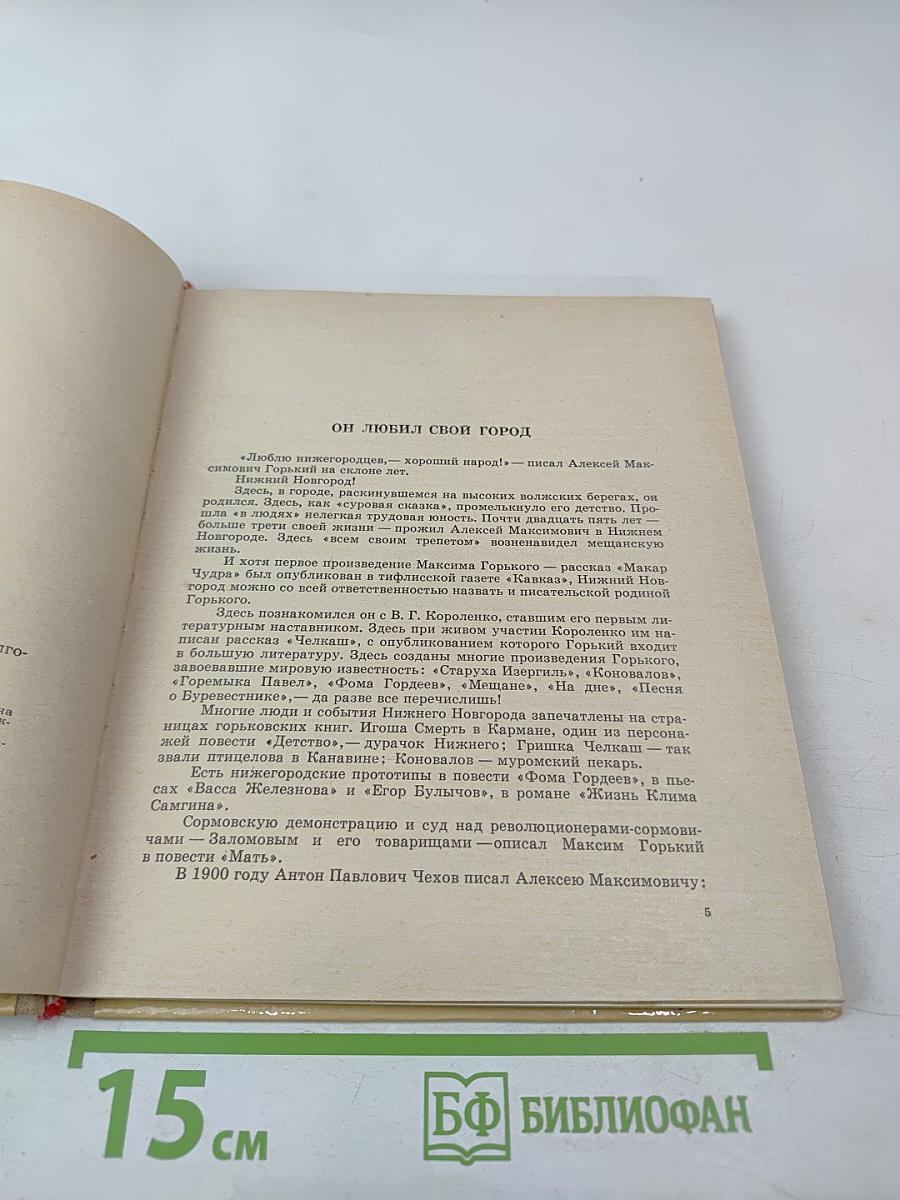 лго-
на
к-
-
ОН ЛЮБИЛ СВОЙ ГОРОД
«Люблю нижегородцев,— хороший народ!» — писал Алексей Мак-
симович Горький на склоне лет.
Нижний Новгород!
Здесь, в городе, раскинувшемся на высоких волжских берегах, он
родился. Здесь, как «суровая сказка», промелькнуло его детство. Про-
шла «в людях» нелегкая трудовая юность. Почти двадцать пять лет —
больше трети своей жизни — прожил Алексей Максимович в Нижнем
Новгороде. Здесь «всем своим трепетом» возненавидел мещанскую
жизнь.
И хотя первое произведение Максима Горького — рассказ «Макар
Чудра» был опубликован в тифлисской газете «Кавказ», Нижний Нов-
город можно со всей ответственностью назвать и писательской родиной
Горького.
Здесь познакомился он с В. Г. Короленко, ставшим его первым ли-
тературным наставником. Здесь при живом участии Короленко им на-
писан рассказ «Челкаш», с опубликованием которого Горький входит
в большую литературу. Здесь созданы многие произведения Горького,
завоевавшие мировую известность: «Старуха Изергиль», «Коновалов»,
«Горемыка Павел», «Фома Гордеев», «Мещане», «На дне», «Песня
о Буревестнике»,— да разве все перечислишь!
Многие люди и события Нижнего Новгорода запечатлены на стра-
ницах горьковских книг. Игоша Смерть в Кармане, один из персона-
жей повести «Детство»,— дурачок Нижнего; Гришка Челкаш — так
звали птицелова в Канавине; Коновалов — муромский пекарь.
Есть нижегородские прототипы в повести «Фома Гордеев», в пье-
сах «Васса Железнова» и «Егор Булычов», в романе «Жизнь Клима
Самгина».
Сормовскую демонстрацию и суд над революционерами-сормови-
чами — Заломовым и его товарищами —описал Максим Горький
в повести «Мать».
В 1900 году Антон Павлович Чехов писал Алексею Максимовичу:
5
15 см
БФ БИБЛИОФАН